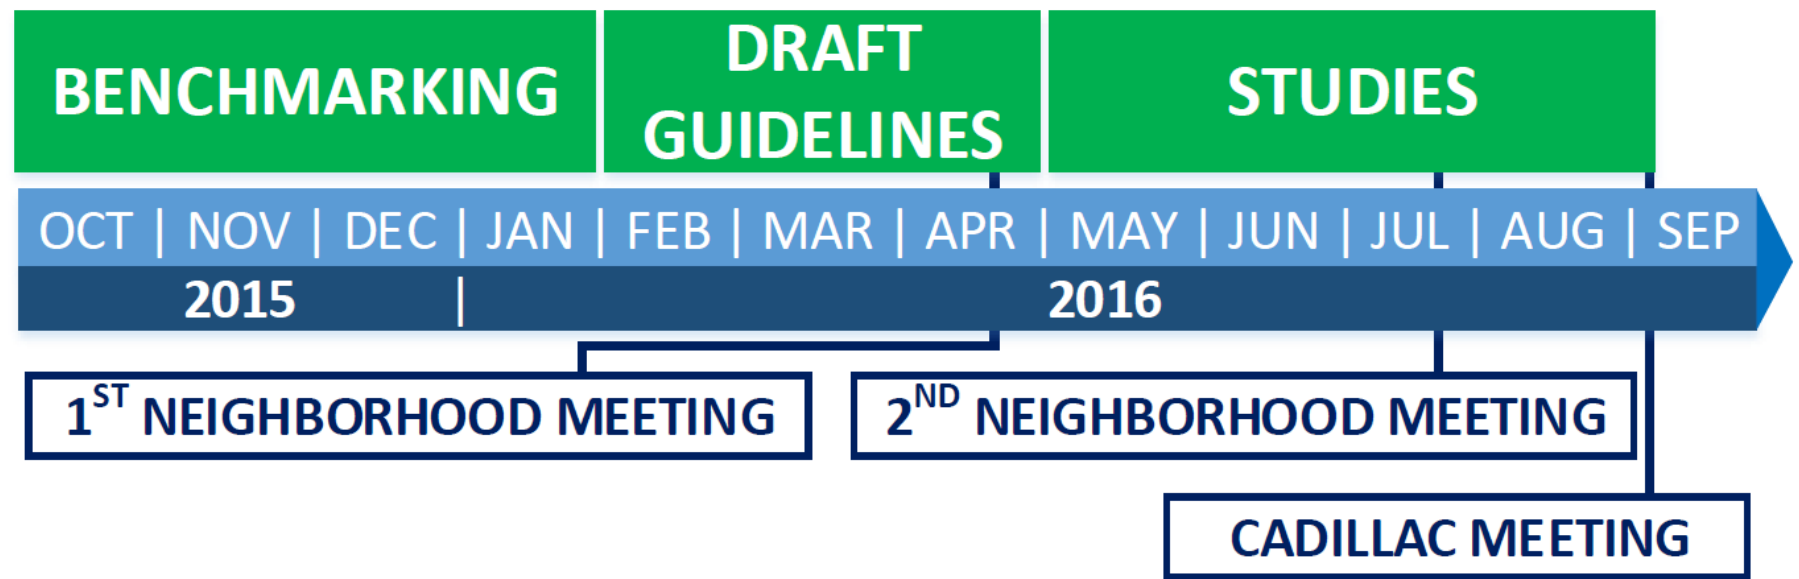 BENCHMARKING
DRAFT
GUIDELINES
STUDIES
OCT | NOV | DEC | JAN | FEB | MAR | APR | MAY | JUN | JUL | AUG | SEP
2015 | 2016
1ST NEIGHBORHOOD MEETING
2ND NEIGHBORHOOD MEETING
CADILLAC MEETING